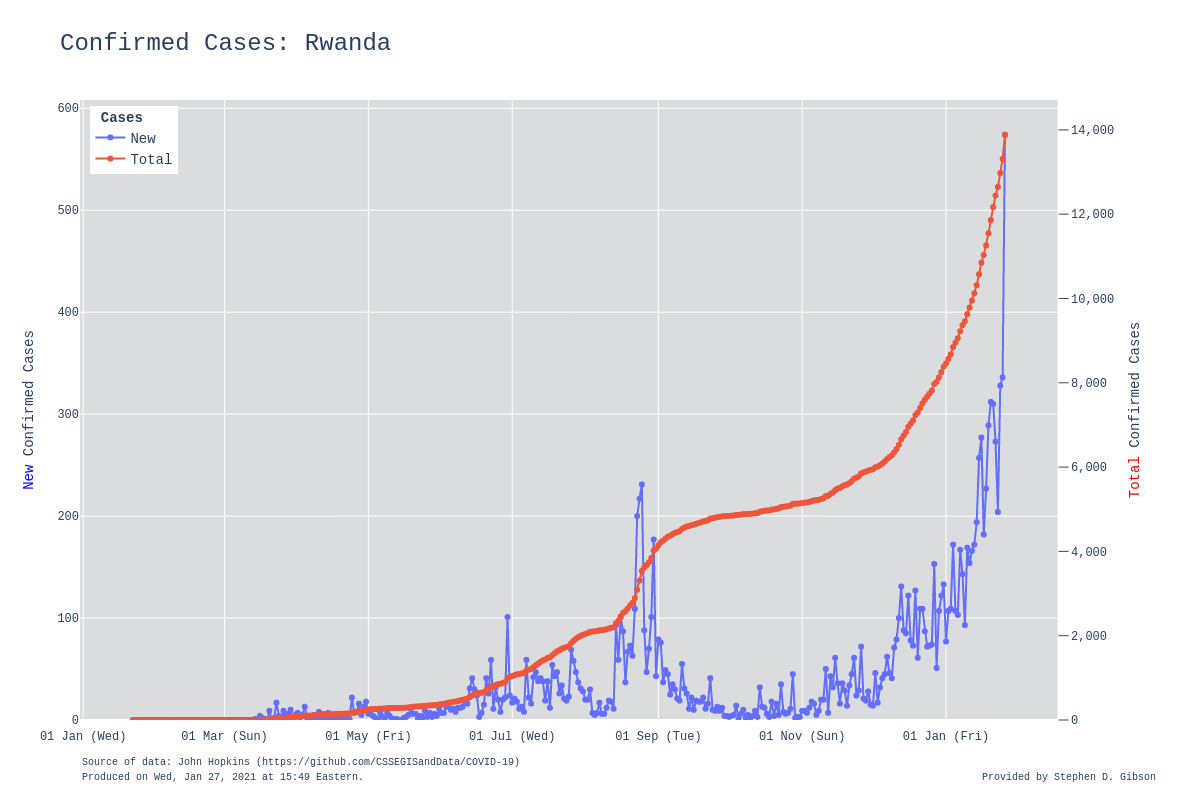 Confirmed Cases: Rwanda
Cases
New
Total
600
500
400
300
200
100
0
14,000
12,000
10,000
8,000
6,000
4,000
2,000
0
New Confirmed Cases
Total Confirmed Cases
01 Jan (Wed)
01 Mar (Sun)
01 May (Fri)
01 Jul (Wed)
01 Sep (Tue)
01 Nov (Sun)
01 Jan (Fri)
Source of data: John Hopkins (https://github.com/CSSEGISandData/COVID-19)
Produced on Wed, Jan 27, 2021 at 15:49 Eastern.
Provided by Stephen D. Gibson